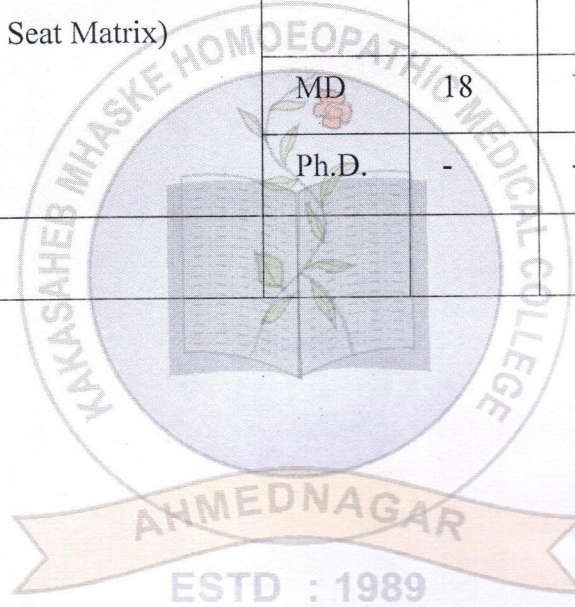 Seat Matrix)
MD 18
Ph.D. - -
KAKASAHEB MHASKE HOMOEOPATHIC MEDICAL COLLEGE
AHMEDNAGAR
ESTD : 1989